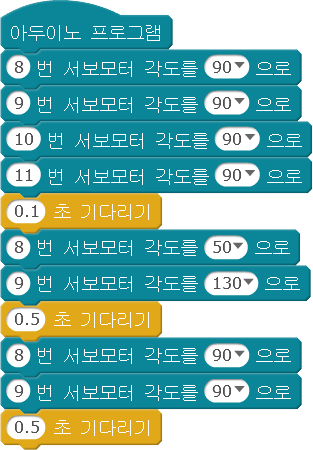 아두이노 프로그램
8 번 서보모터 각도를 90 으로
9 번 서보모터 각도를 90 으로
10 번 서보모터 각도를 90 으로
11 번 서보모터 각도를 90 으로
0.1 초 기다리기
8 번 서보모터 각도를 50 으로
9 번 서보모터 각도를 130 으로
0.5 초 기다리기
8 번 서보모터 각도를 90 으로
9 번 서보모터 각도를 90 으로
0.5 초 기다리기